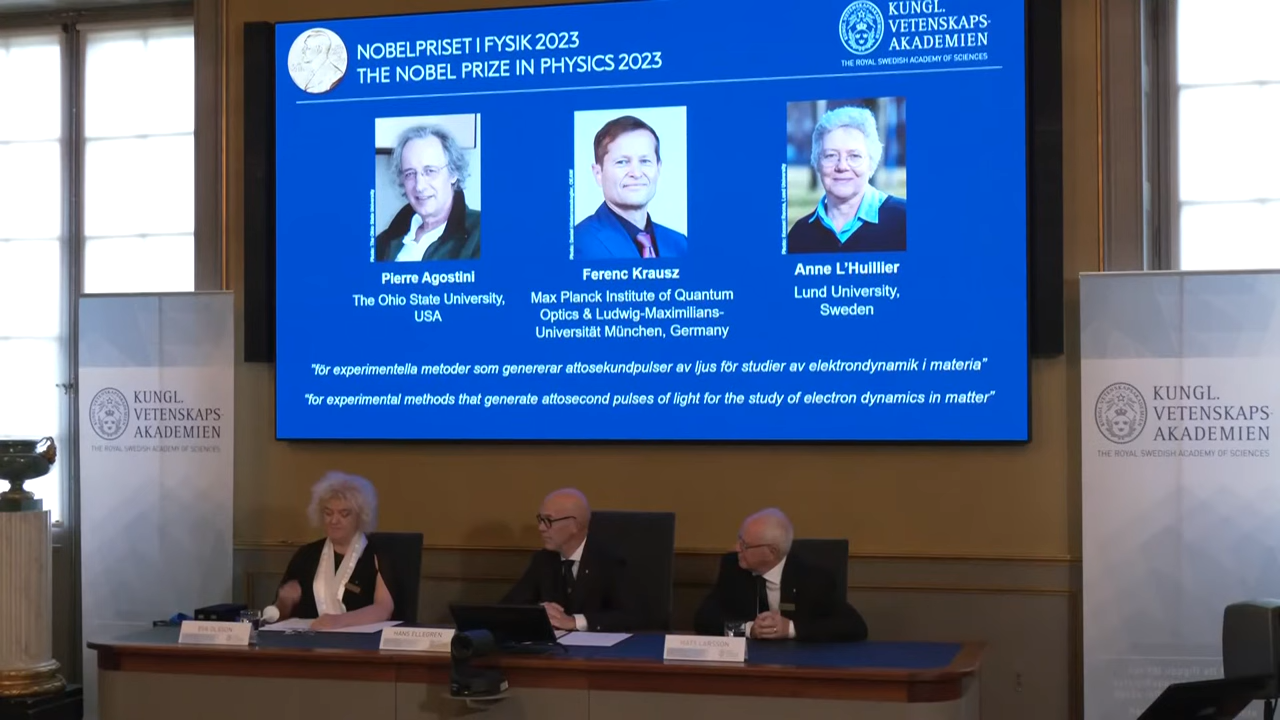 NOBELPRISET I FYSIK 2023
THE NOBEL PRIZE IN PHYSICS 2023
KUNGL.
VETENSKAPS-
AKADEMIEN
THE ROYAL SWEDISH ACADEMY OF SCIENCES
Pierre Agostini
The Ohio State University,
USA
Ferenc Krausz
Max Planck Institute of Quantum
Optics & Ludwig-Maximilians-
Universität München, Germany
Anne L'Huillier
Lund University,
Sweden
"för experimentella metoder som genererar attosekundpulser av ljus för studier av elektrondynamik i materia"
"for experimental methods that generate attosecond pulses of light for the study of electron dynamics in matter"
KUNGL.
VETENSKAPS-
AKADEMIEN
THE ROYAL SWEDISH ACADEMY OF SCIENCES
KUNGL.
VETENSKAPS-
AKADEMIEN
THE ROYAL SWEDISH ACADEMY OF SCIENCES
EVA OLSSON
HANS ELLEGREN
MATS LARSSON